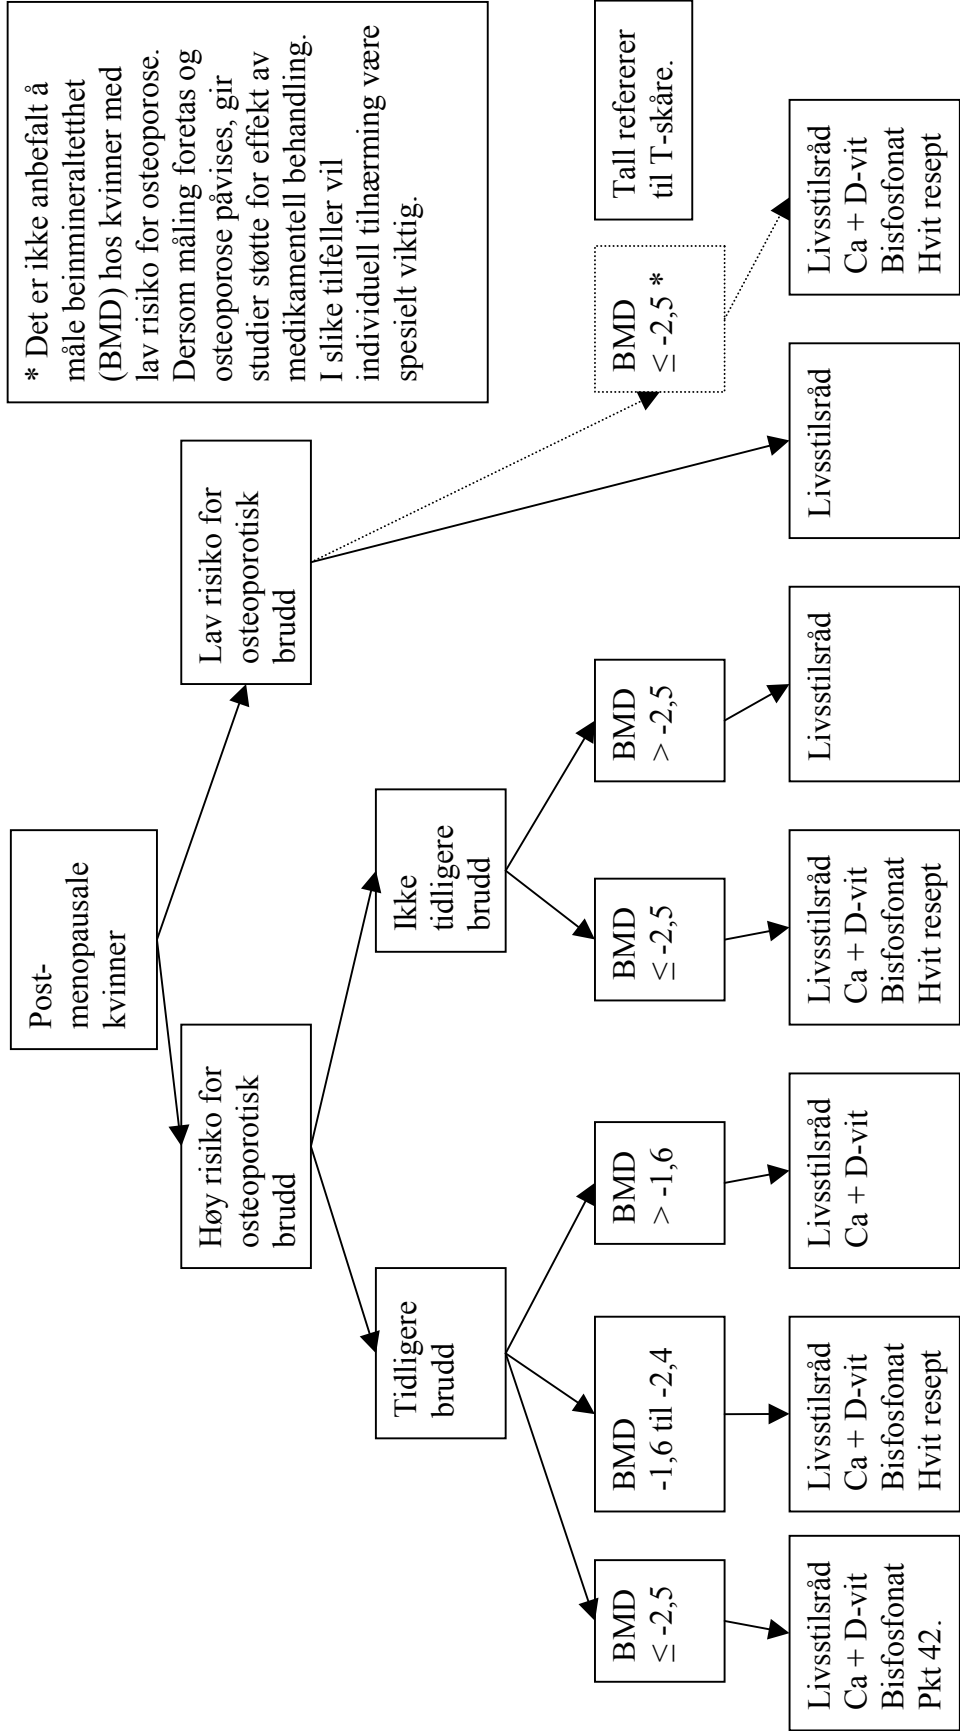 Post-
menopausale
kvinner
* Det er ikke anbefalt å
måle beinmineraltetthet
(BMD) hos kvinner med
lav risiko for osteoporose.
Dersom måling foretas og
osteoporose påvises, gir
studier støtte for effekt av
medikamentell behandling.
I slike tilfeller vil
individuell tilnærming være
spesielt viktig.
Høy risiko for
osteoporotisk
brudd
Lav risiko for
osteoporotisk
brudd
Tidligere
brudd
Ikke
tidligere
brudd
BMD
≤ -2,5
BMD
-1,6 til -2,4
BMD
> -1,6
BMD
≤ -2,5
BMD
> -2,5
BMD
≤ -2,5 *
Tall refererer
til T-skåre.
Livsstilsråd
Ca + D-vit
Bisfosfonat
Pkt 42.
Livsstilsråd
Ca + D-vit
Bisfosfonat
Hvit resept
Livsstilsråd
Ca + D-vit
Livsstilsråd
Ca + D-vit
Bisfosfonat
Hvit resept
Livsstilsråd
Livsstilsråd
Livsstilsråd
Ca + D-vit
Bisfosfonat
Hvit resept